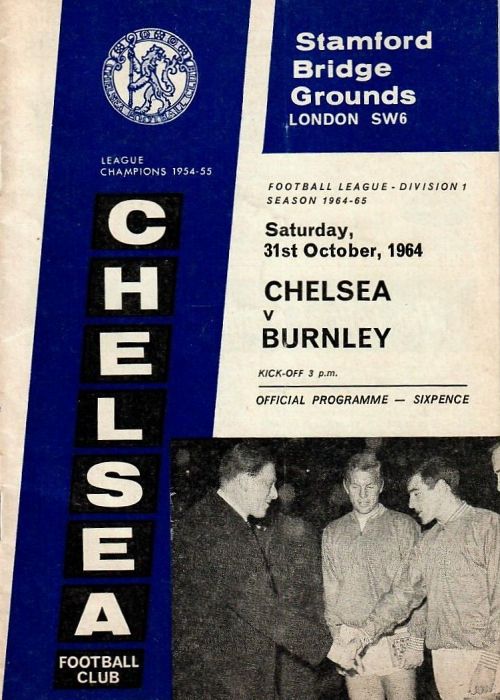 LEAGUE
CHAMPIONS 1954-55
CHELSEA
FOOTBALL
CLUB
Stamford
Bridge
Grounds
LONDON SW6
FOOTBALL LEAGUE - DIVISION 1
SEASON 1964-65
Saturday,
31st October, 1964
CHELSEA
v
BURNLEY
KICK-OFF 3 p.m.
OFFICIAL PROGRAMME — SIXPENCE